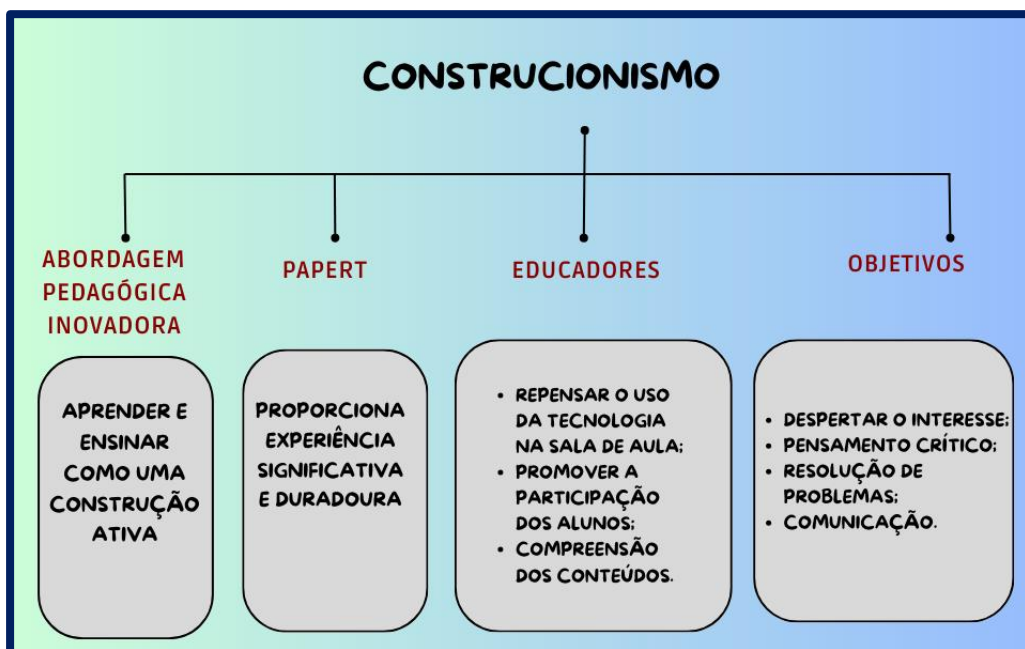 CONSTRUCIONISMO
ABORDAGEM
PEDAGÓGICA
INOVADORA
APRENDER E
ENSINAR
COMO UMA
CONSTRUÇÃO
ATIVA
PAPERT
PROPORCIONA
EXPERIÊNCIA
SIGNIFICATIVA
E DURADOURA
EDUCADORES
• REPENSAR O USO
DA TECNOLOGIA
NA SALA DE AULA;
• PROMOVER A
PARTICIPAÇÃO
DOS ALUNOS;
• COMPREENSÃO
DOS CONTEÚDOS.
OBJETIVOS
• DESPERTAR O INTERESSE;
• PENSAMENTO CRÍTICO;
• RESOLUÇÃO DE
PROBLEMAS;
• COMUNICAÇÃO.